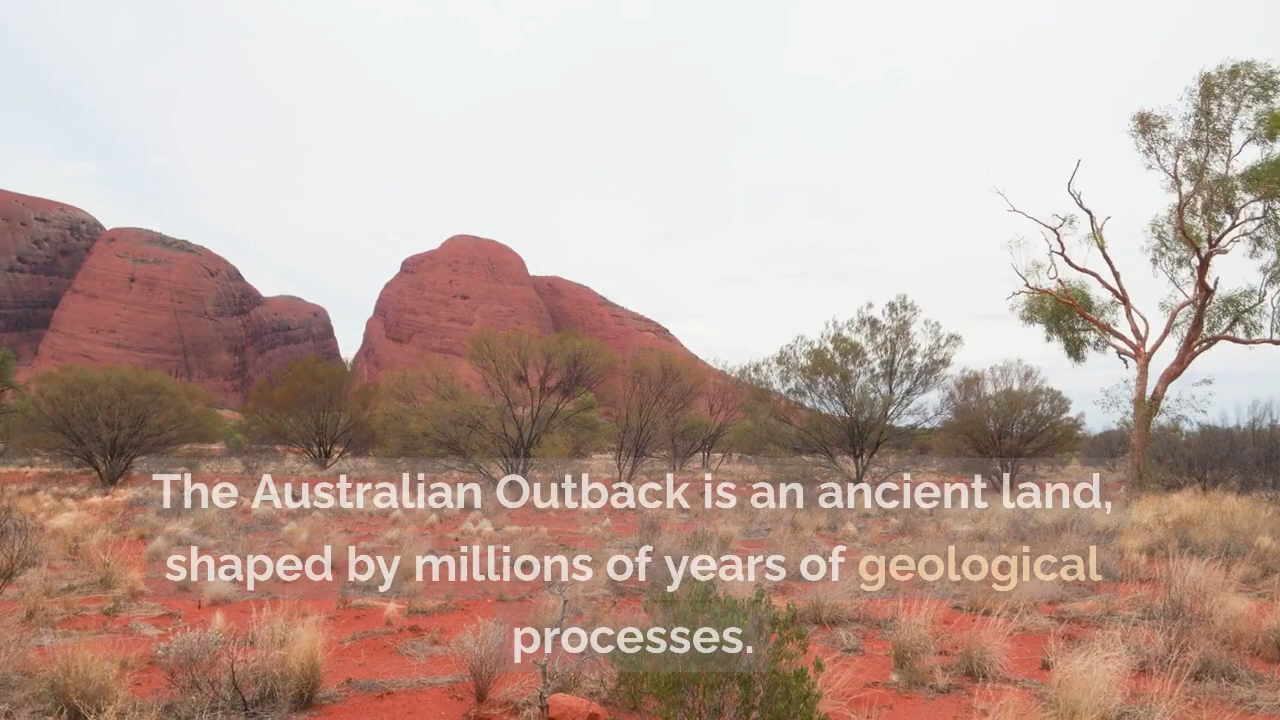 The Australian Outback is an ancient land,
shaped by millions of years of geological
processes.